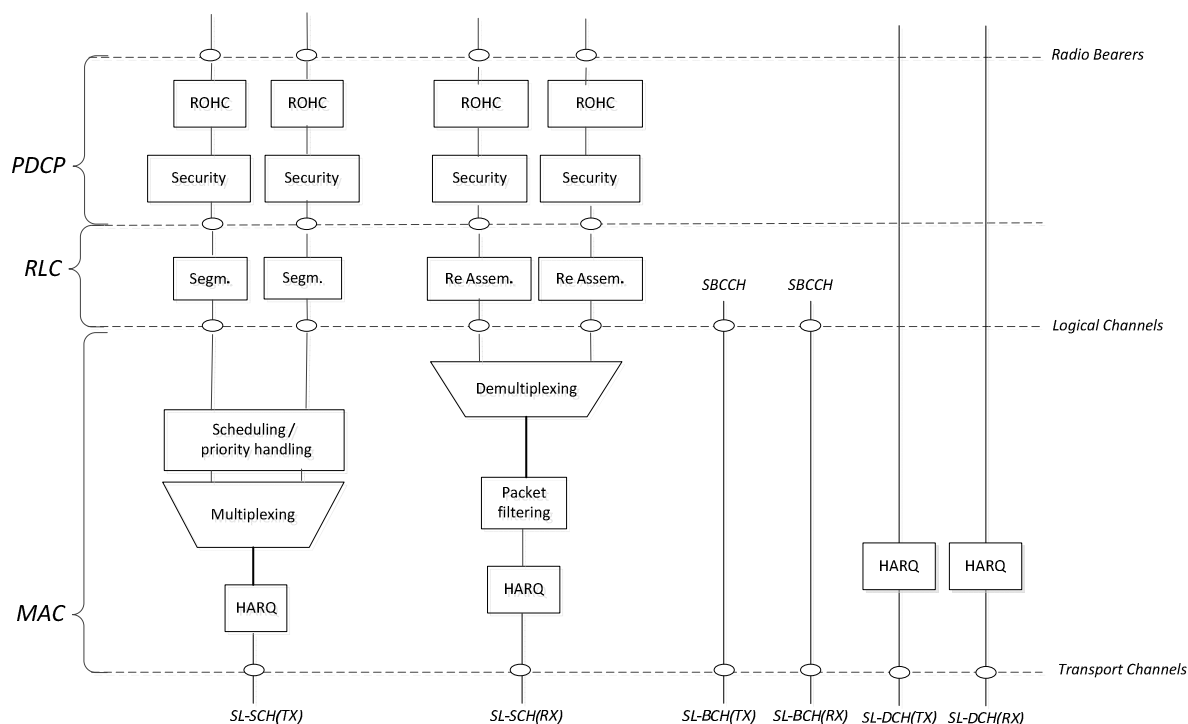 Radio Bearers
ROHC ROHC ROHC ROHC
PDCP
Security Security Security Security
RLC
Segm. Segm. Re Assem. Re Assem.
SBCCH SBCCH
Logical Channels
Demultiplexing
Scheduling /
priority handling
Packet
filtering
Multiplexing
HARQ HARQ
HARQ
HARQ
MAC
Transport Channels
SL-SCH(TX) SL-SCH(RX) SL-BCH(TX) SL-BCH(RX) SL-DCH(TX) SL-DCH(RX)